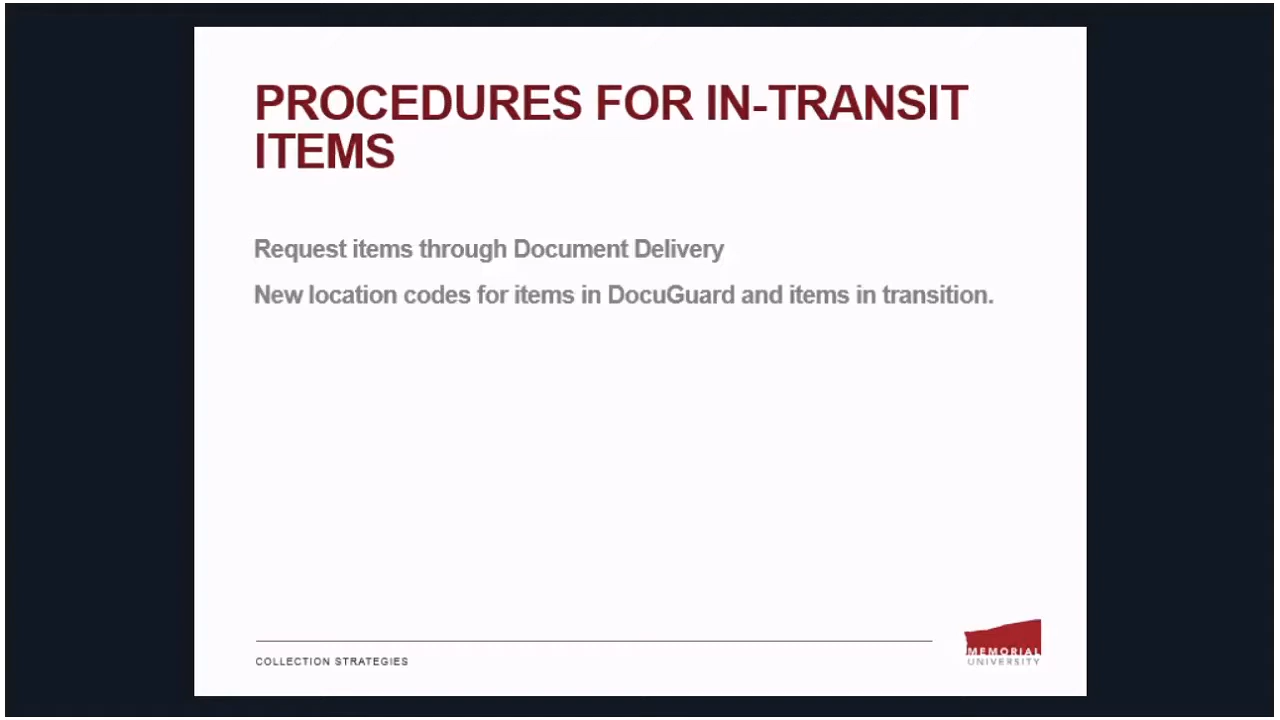 PROCEDURES FOR IN-TRANSIT
ITEMS
Request items through Document Delivery
New location codes for items in DocuGuard and items in transition.
COLLECTION STRATEGIES
MEMORIAL
UNIVERSITY